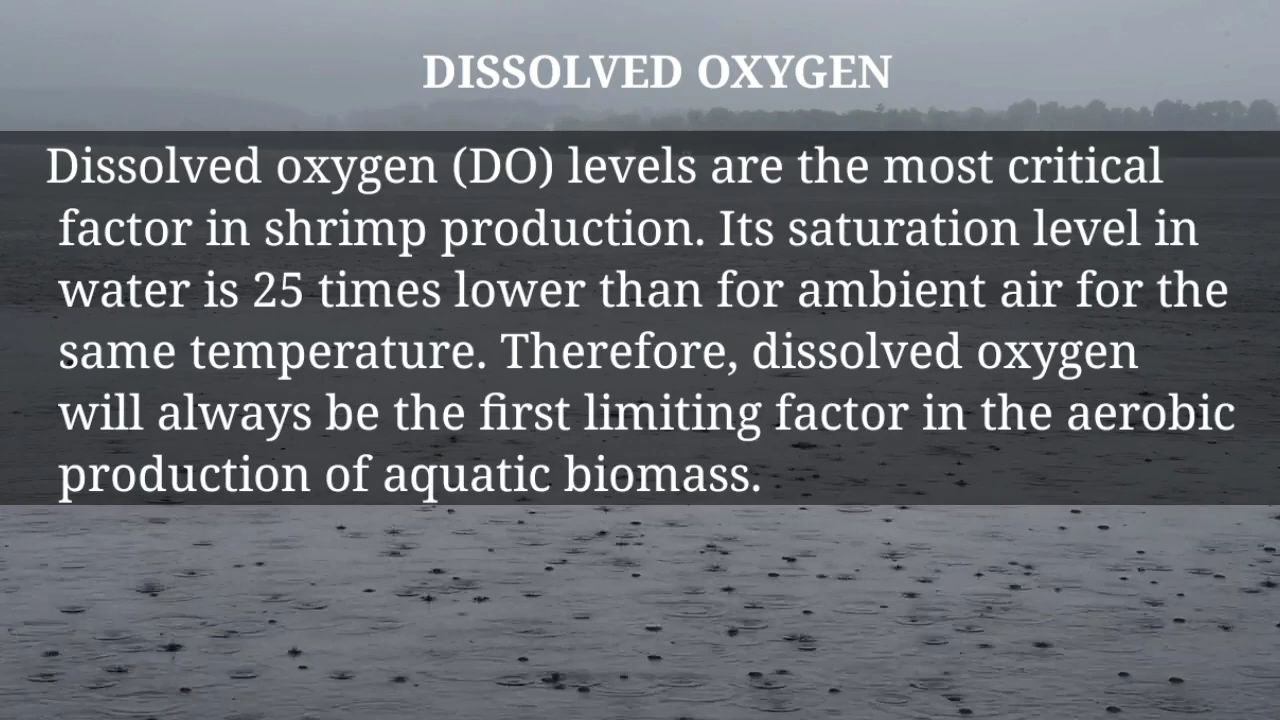 DISSOLVED OXYGEN
Dissolved oxygen (DO) levels are the most critical
factor in shrimp production. Its saturation level in
water is 25 times lower than for ambient air for the
same temperature. Therefore, dissolved oxygen
will always be the first limiting factor in the aerobic
production of aquatic biomass.